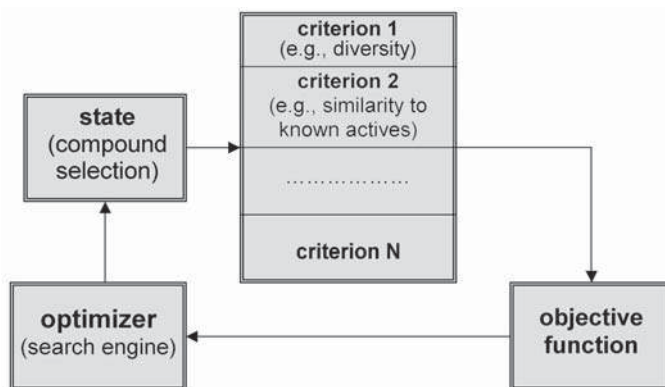 criterion 1
(e.g., diversity)
criterion 2
(e.g., similarity to
known actives)
………………
criterion N
state
(compound
selection)
optimizer
(search engine)
objective
function